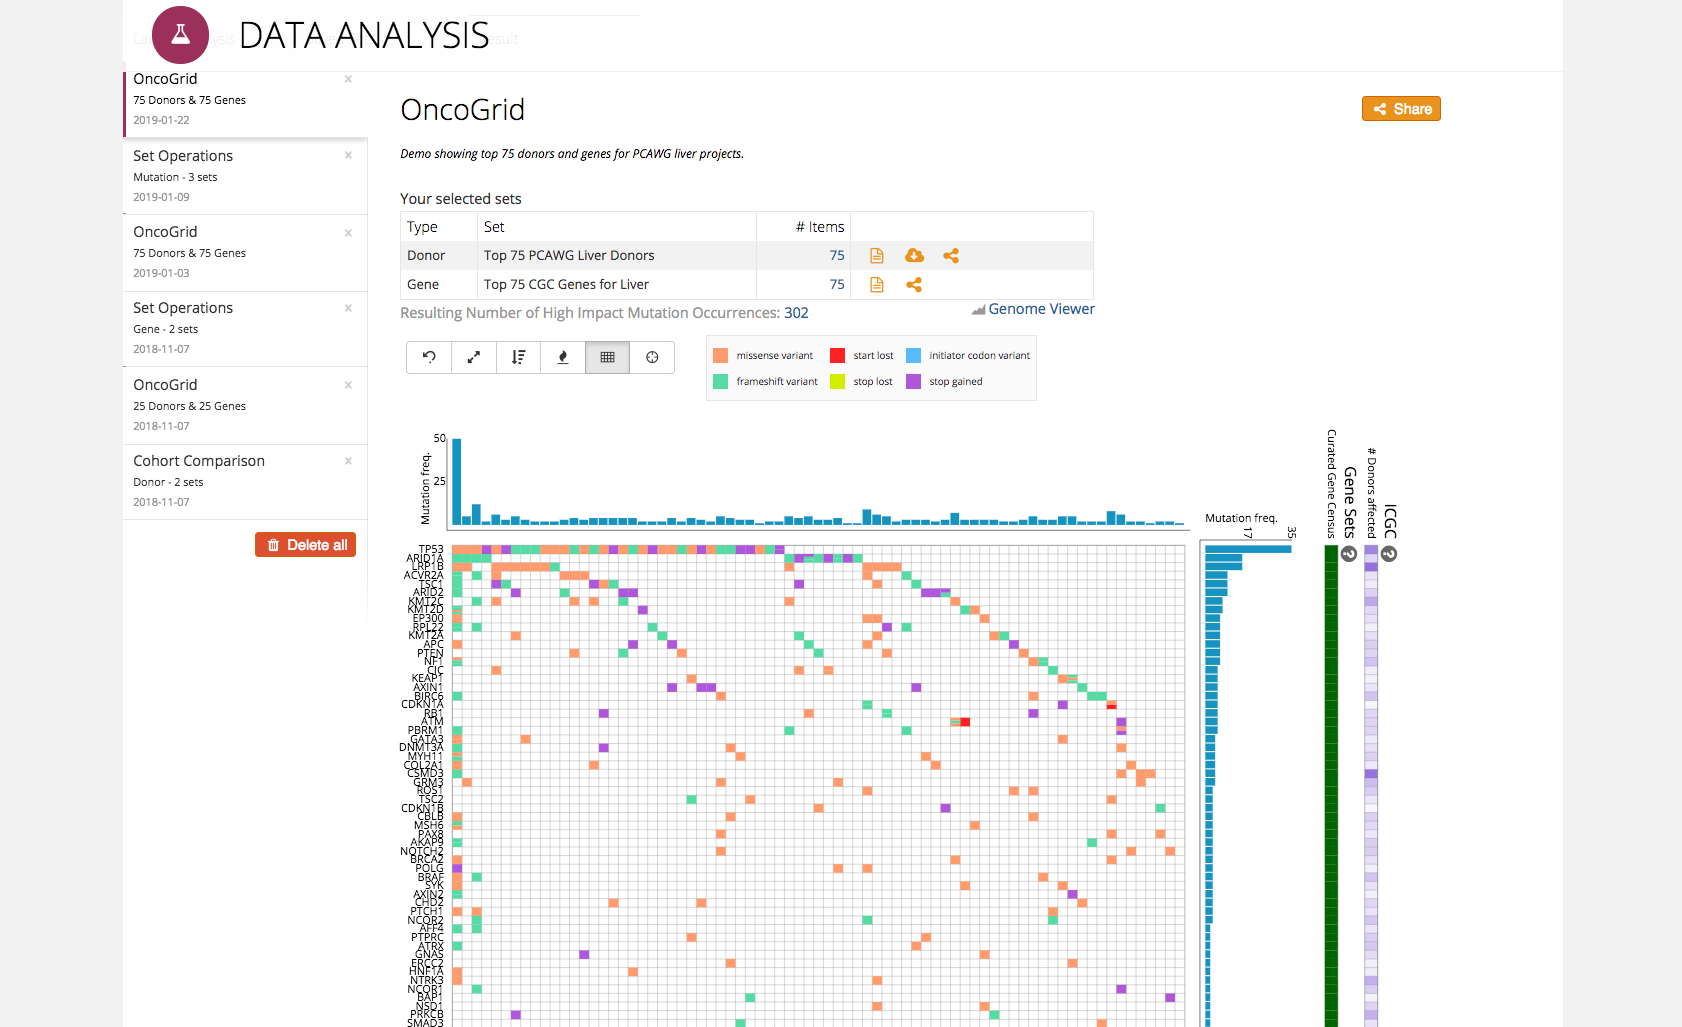 DATA ANALYSIS
OncoGrid
75 Donors & 75 Genes
2019-01-22
Set Operations
Mutation - 3 sets
2019-01-09
OncoGrid
75 Donors & 75 Genes
2019-01-03
Set Operations
Gene - 2 sets
2018-11-07
OncoGrid
25 Donors & 25 Genes
2018-11-07
Cohort Comparison
Donor - 2 sets
2018-11-07
Delete all
OncoGrid
Share
Demo showing top 75 donors and genes for PCAWG liver projects.
Your selected sets
Type Set # Items
Donor Top 75 PCAWG Liver Donors 75
Gene Top 75 CGC Genes for Liver 75
Resulting Number of High Impact Mutation Occurrences: 302
Genome Viewer
missense variant start lost initiator codon variant
frameshift variant stop lost stop gained
Mutation freq.
50
25
Mutation freq.
17
35
Curated Gene Census
Gene Sets
# Donors affected
ICGC
TP53
ARID1A
LRP1B
ACVR2A
TSC1
ARID2
KMT2C
KMT2D
EP300
RPL22
KMT2A
APC
PTEN
NF1
CIC
KEAP1
AXIN1
BIRC6
CDKN1A
RB1
ATM
PBRM1
GATA3
DNMT3A
MYH11
COL2A1
CSMD3
GRM3
ROS1
TSC2
CDKN1B
CBLB
MSH6
PAX8
AKAP9
NOTCH2
BRCA2
POLG
BRAF
SYK
AXIN2
CHD2
PTCH1
NCOR2
AFF4
PTPRC
ATRX
GNAS
ERCC2
HNF1A
NTRK3
NCOR1
BAP1
NSD1
PRKCB
SMAD3